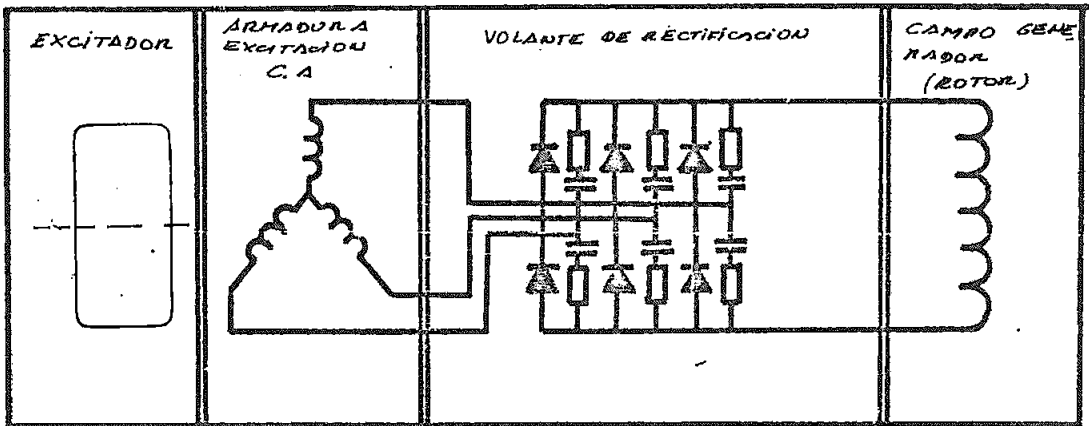 EXCITADOR
ARMADURA
EXCITACION
C.A
VOLANTE DE RECTIFICACION
CAMPO GENE
RADOR
(ROTOR)